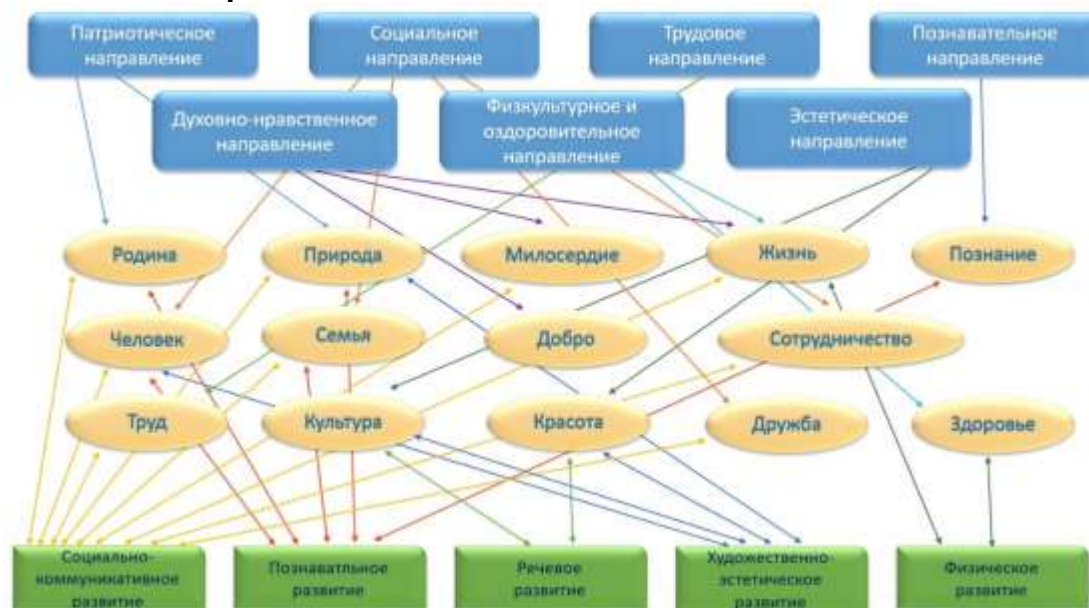 Патриотическое
направление
Социальное
направление
Трудовое
направление
Познавательное
направление
Духовно-нравственное
направление
Физкультурное и
оздоровительное
направление
Эстетическое
направление
Родина
Природа
Милосердие
Жизнь
Познание
Человек
Семья
Добро
Сотрудничество
Труд
Культура
Красота
Дружба
Здоровье
Социально-
коммуникативное
развитие
Познаватльное
развитие
Речевое
развитие
Художественно-
эстетическое
развитие
Физическое
развитие